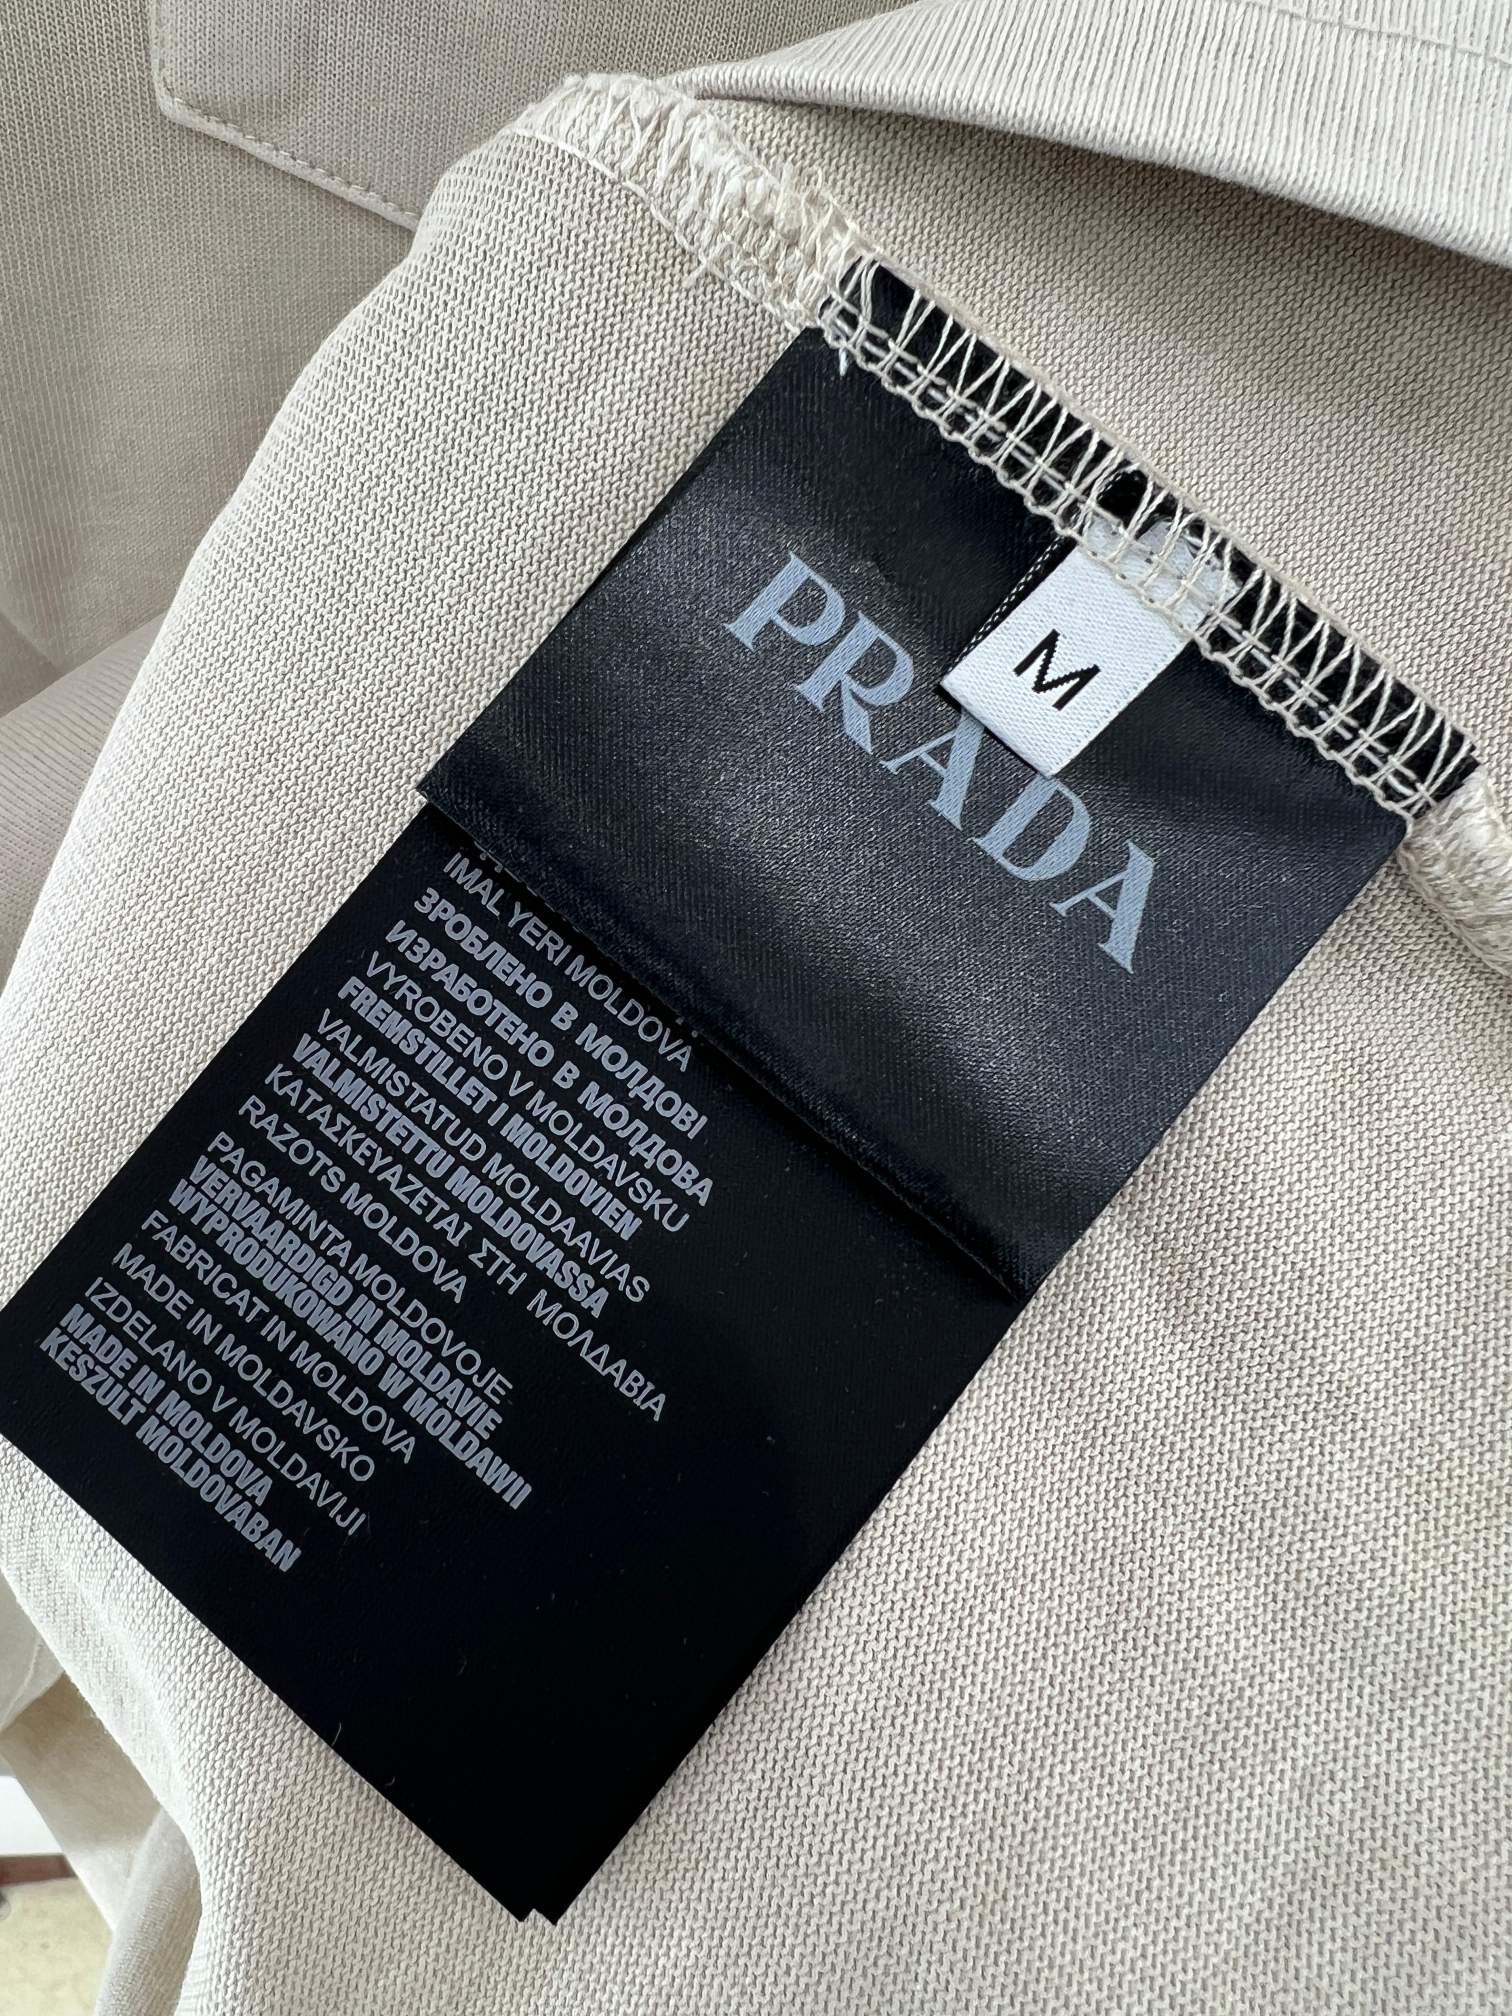 PRADA
M
IMAL YERI MOLDOVA
ЗРОБЛЕНО В МОЛДОВІ
ИЗРАБОТЕНО В МОЛДОВА
VYROBENO V MOLDAVSKU
FREMSTILLET I MOLDOVIEN
VALMISTATUD MOLDAAVIAS
VALMISTETTU MOLDOVASSA
ΚΑΤΑΣΚΕΥΑΖΕΤΑΙ ΣΤΗ ΜΟΛΔΑΒΙΑ
RAZOTS MOLDOVA
PAGAMINTA MOLDOVOJE
VERVAARDIGD IN MOLDAVIE
WYPRODUKOWANO W MOLDAWII
FABRICAT IN MOLDOVA
MADE IN MOLDAVSKO
IZDELANO V MOLDAVIJI
MADE IN MOLDOVA
KESZULT MOLDOVABAN